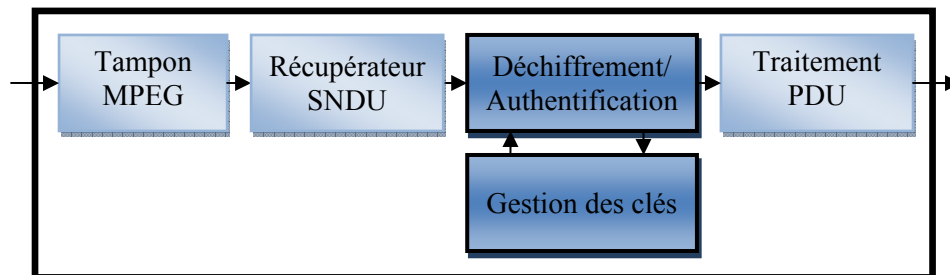 Tampon
MPEG
Récupérateur
SNDU
Déchiffrement/
Authentification
Traitement
PDU
Gestion des clés